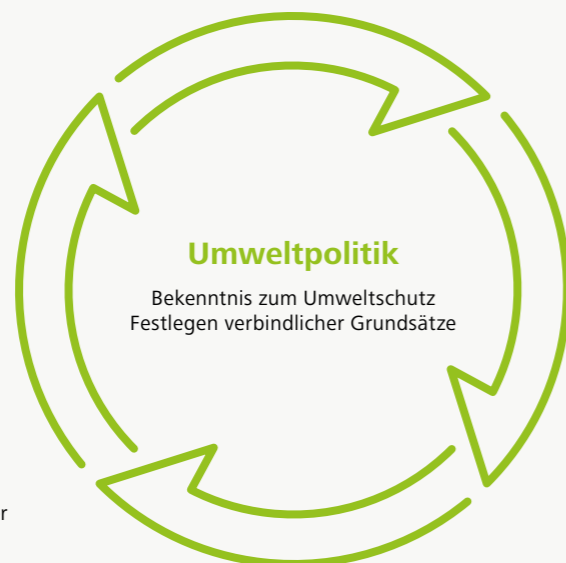 Umweltpolitik
Bekenntnis zum Umweltschutz
Festlegen verbindlicher Grundsätze
r